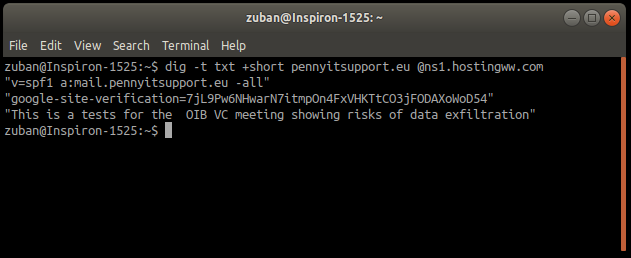 zuban@Inspiron-1525: ~
File Edit View Search Terminal Help
zuban@Inspiron-1525:~$ dig -t txt +short pennyitsupport.eu @ns1.hostingww.com
"v=spf1 a:mail.pennyitsupport.eu -all"
"google-site-verification=7jL9Pw6NHwarN7itmpOn4FxVHKTtCO3jFODAXoWoD54"
"This is a tests for the  OIB VC meeting showing risks of data exfiltration"
zuban@Inspiron-1525:~$